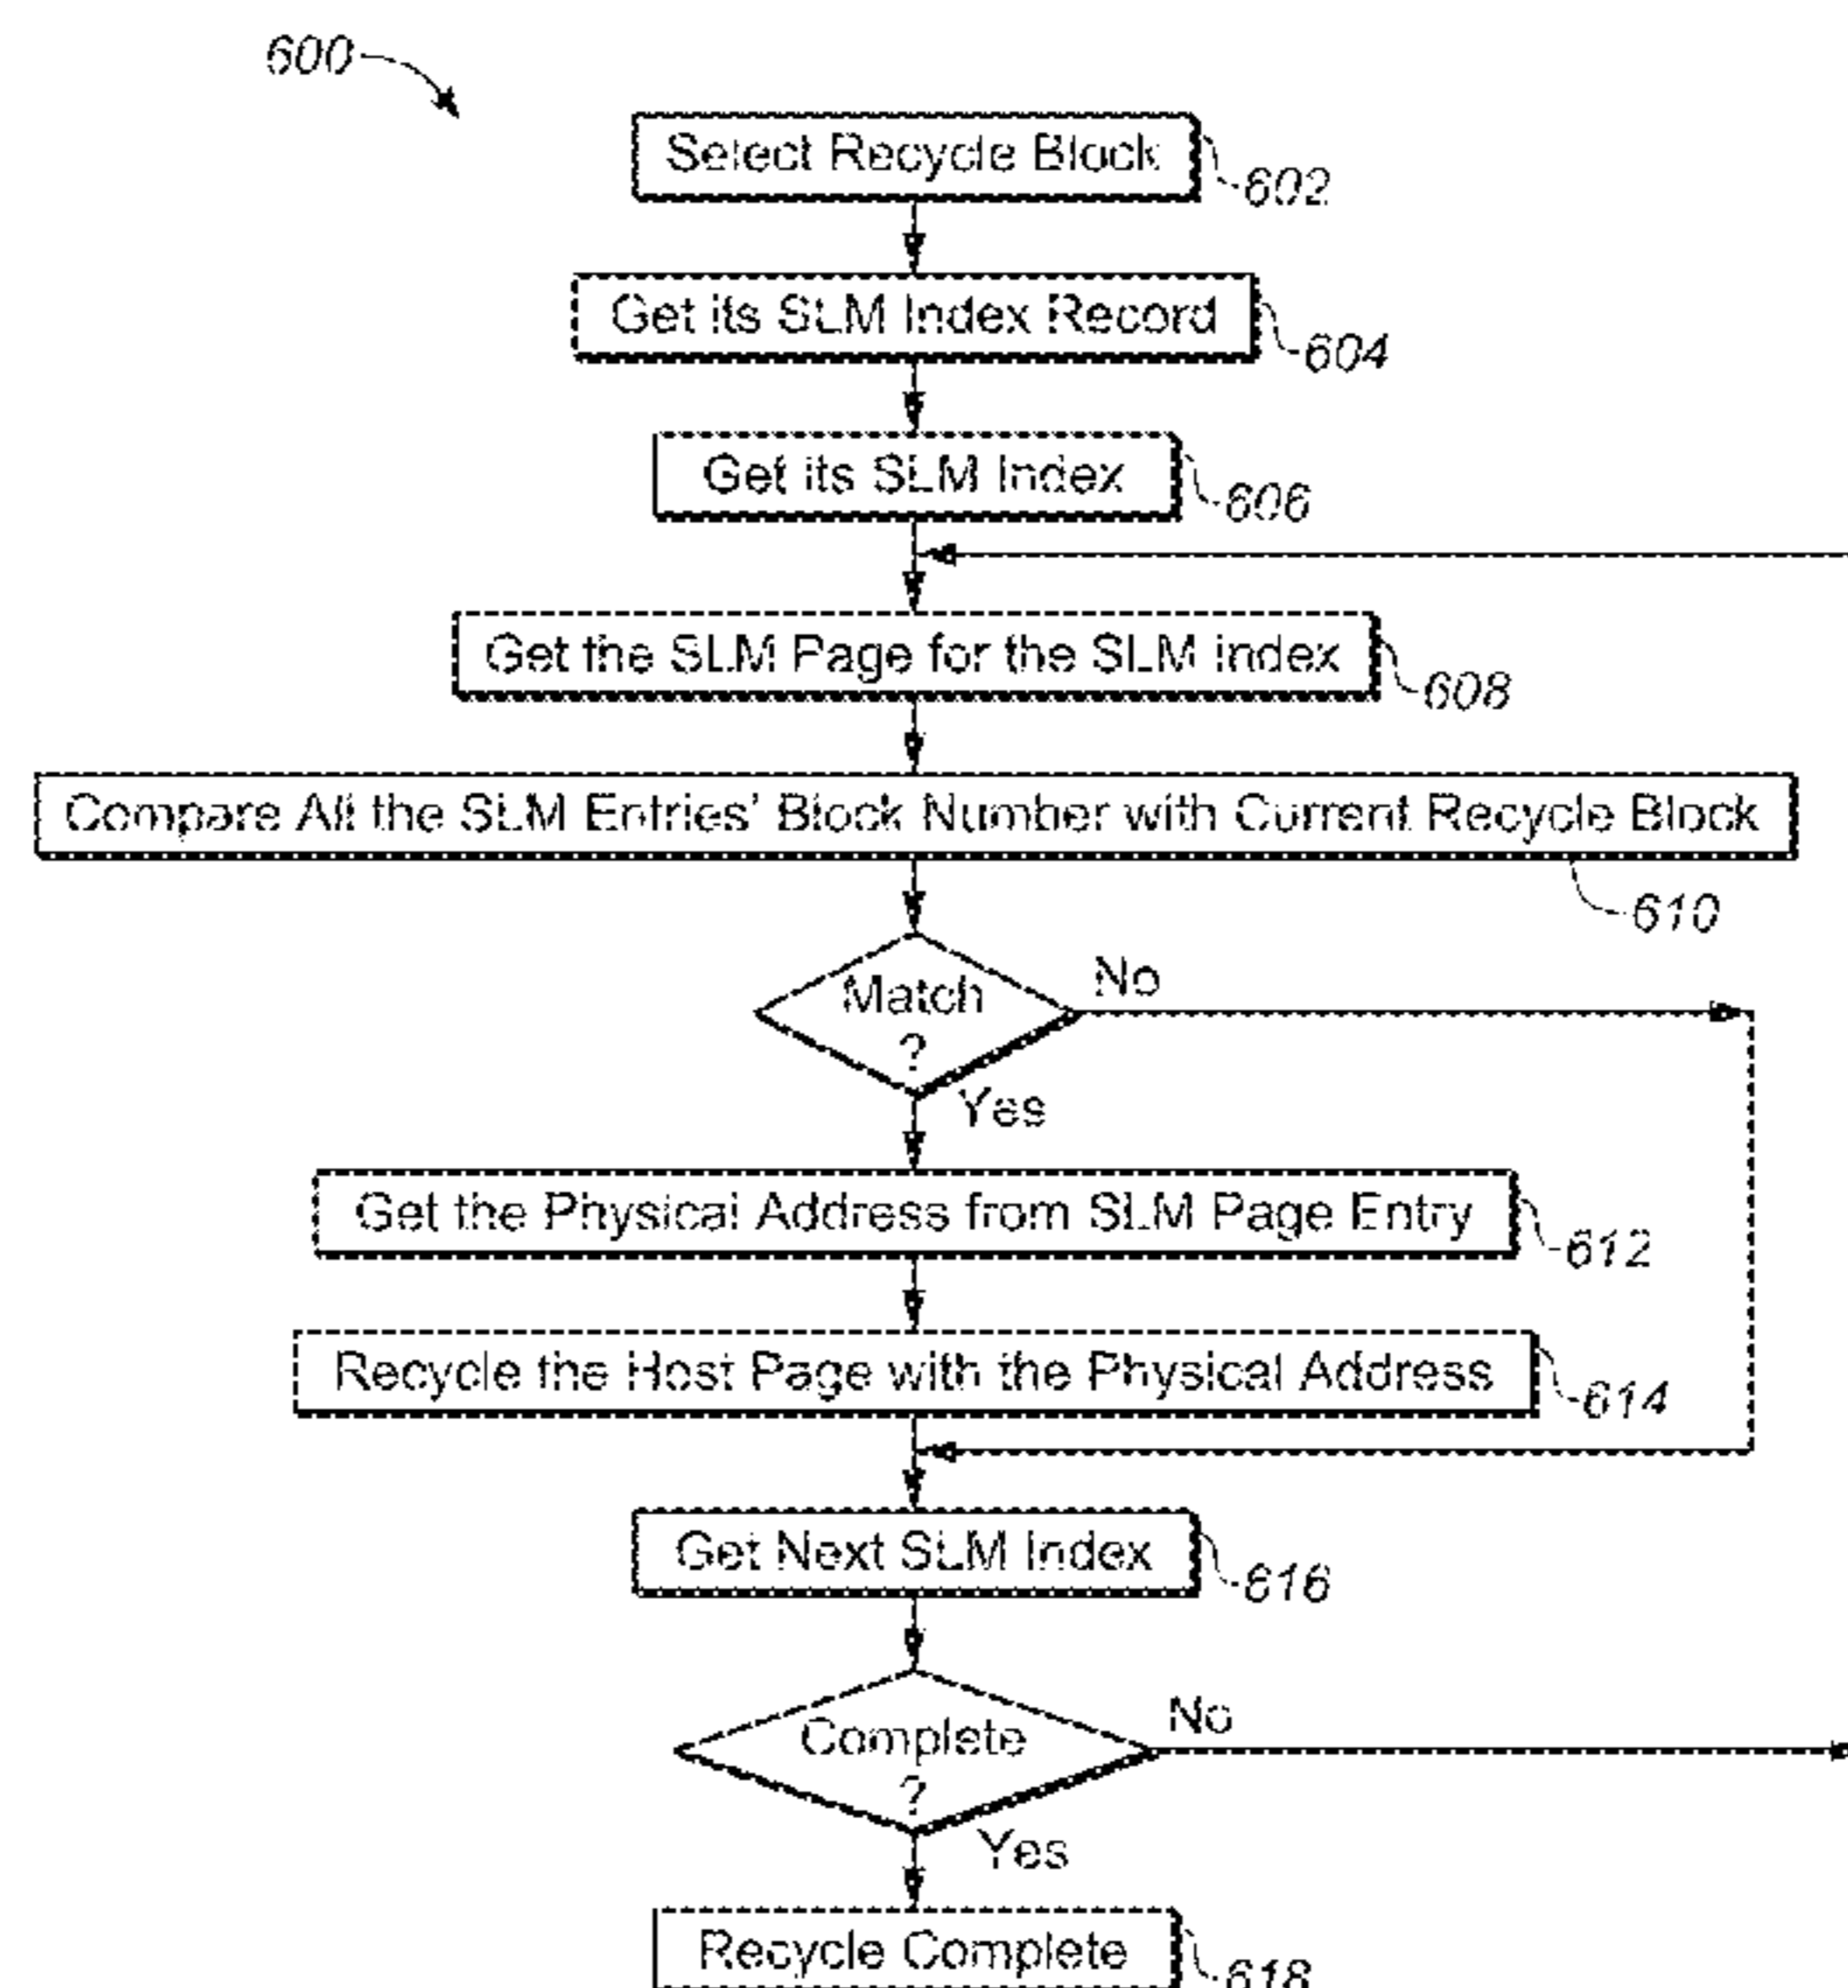 600
Select Recycle Block
602
Get its SLM Index Record
604
Get its SLM Index
606
Get the SLM Page for the SLM index
608
Compare All the SLM Entries' Block Number with Current Recycle Block
610
Match
?
No
Yes
Get the Physical Address from SLM Page Entry
612
Recycle the Host Page with the Physical Address
614
Get Next SLM Index
616
Complete
?
No
Yes
Recycle Complete
618